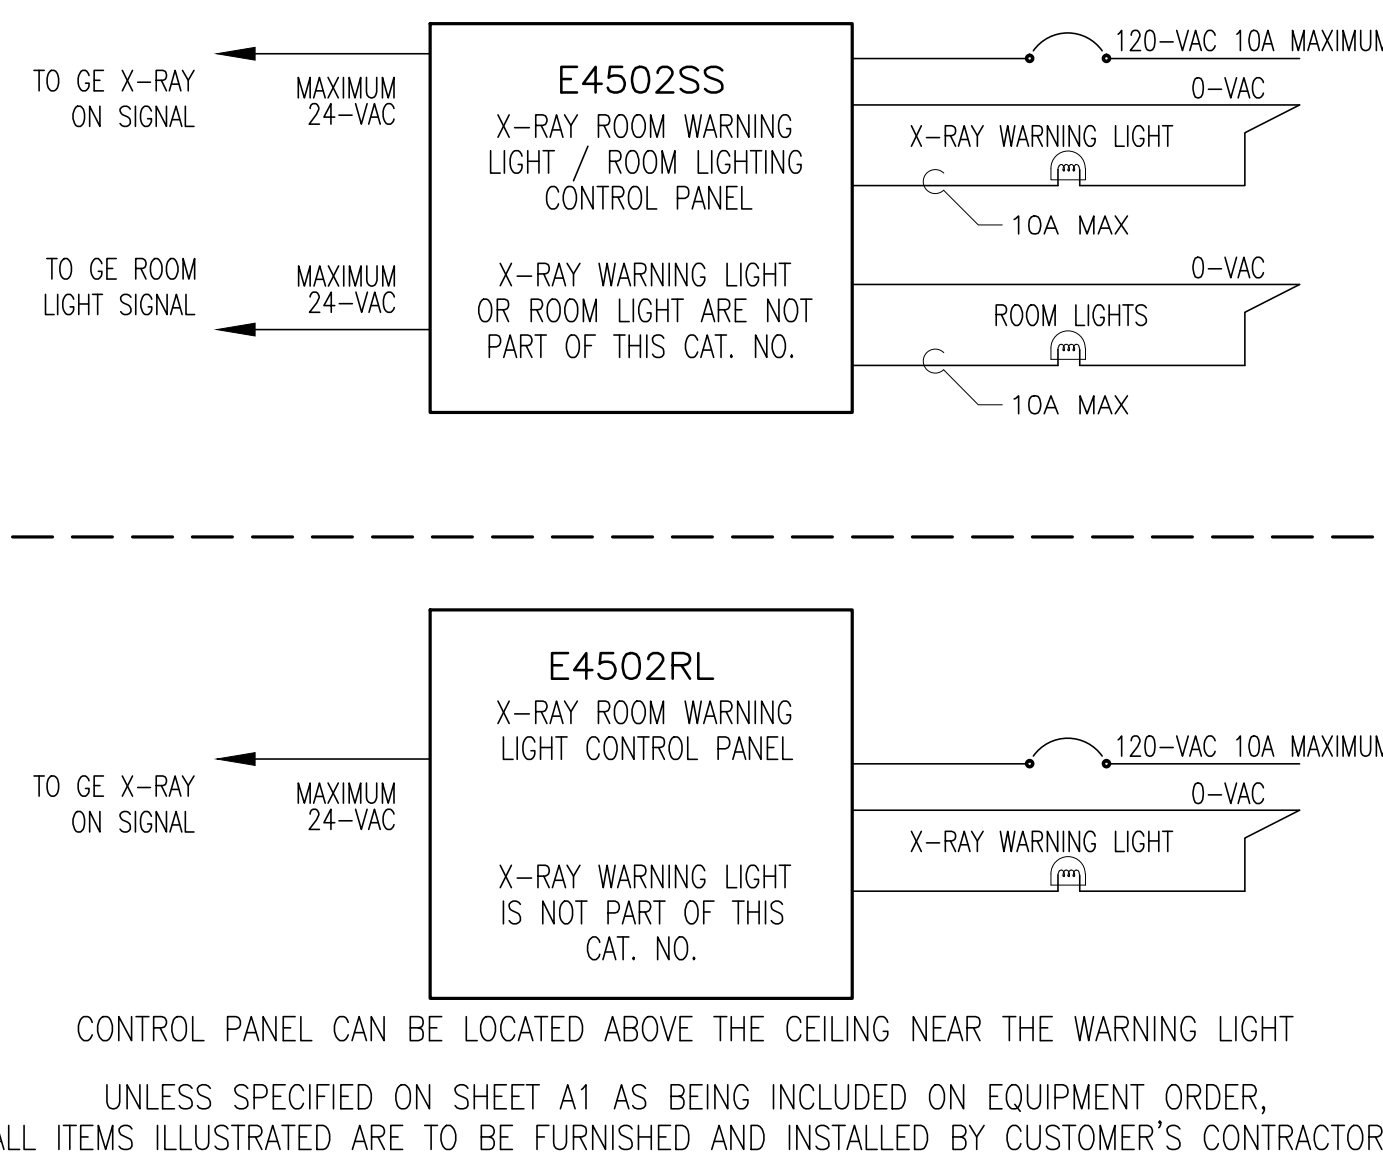 TO GE X-RAY
ON SIGNAL
MAXIMUM
24-VAC
E4502SS
X-RAY ROOM WARNING
LIGHT / ROOM LIGHTING
CONTROL PANEL
X-RAY WARNING LIGHT
OR ROOM LIGHT ARE NOT
PART OF THIS CAT. NO.
TO GE ROOM
LIGHT SIGNAL
MAXIMUM
24-VAC
120-VAC 10A MAXIMUM
0-VAC
X-RAY WARNING LIGHT
10A MAX
0-VAC
ROOM LIGHTS
10A MAX
TO GE X-RAY
ON SIGNAL
MAXIMUM
24-VAC
E4502RL
X-RAY ROOM WARNING
LIGHT CONTROL PANEL
X-RAY WARNING LIGHT
IS NOT PART OF THIS
CAT. NO.
120-VAC 10A MAXIMUM
0-VAC
X-RAY WARNING LIGHT
CONTROL PANEL CAN BE LOCATED ABOVE THE CEILING NEAR THE WARNING LIGHT
UNLESS SPECIFIED ON SHEET A1 AS BEING INCLUDED ON EQUIPMENT ORDER,
ALL ITEMS ILLUSTRATED ARE TO BE FURNISHED AND INSTALLED BY CUSTOMER'S CONTRACTOR